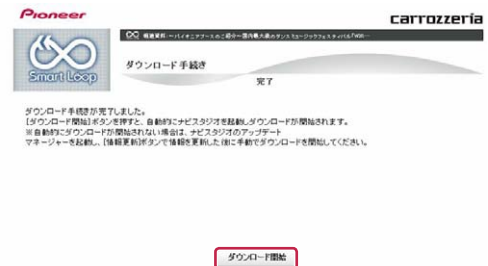 Pioneer
carrozzeria
Smart Loop
ダウンロード手続き
完了
ダウンロード手続きが完了しました。
[ダウンロード開始]ボタンを押すと、自動的にナビスタジオを起動しダウンロードが開始されます。
※自動的にダウンロードが開始されない場合は、ナビスタジオのアップデート
マネージャーを起動し、[情報更新]ボタンで情報を更新した後に手動でダウンロードを開始してください。
ダウンロード開始